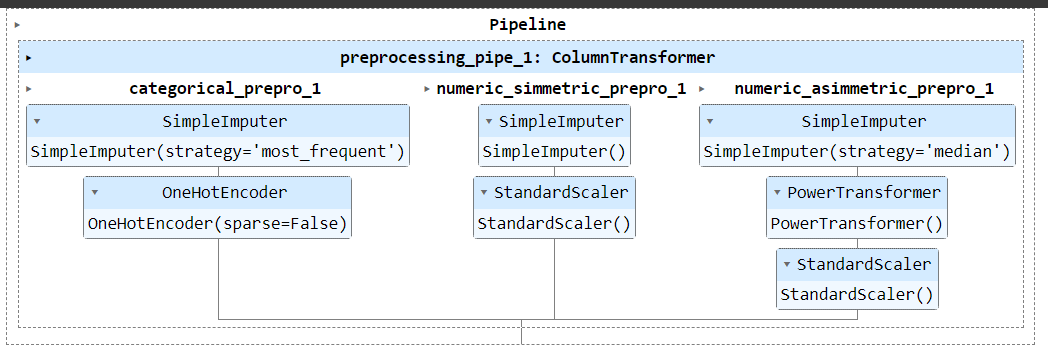 Pipeline
preprocessing_pipe_1: ColumnTransformer
categorical_prepro_1
numeric_simmetric_prepro_1
numeric_asimmetric_prepro_1
SimpleImputer
SimpleImputer(strategy='most_frequent')
OneHotEncoder
OneHotEncoder(sparse=False)
SimpleImputer
SimpleImputer()
StandardScaler
StandardScaler()
SimpleImputer
SimpleImputer(strategy='median')
PowerTransformer
PowerTransformer()
StandardScaler
StandardScaler()